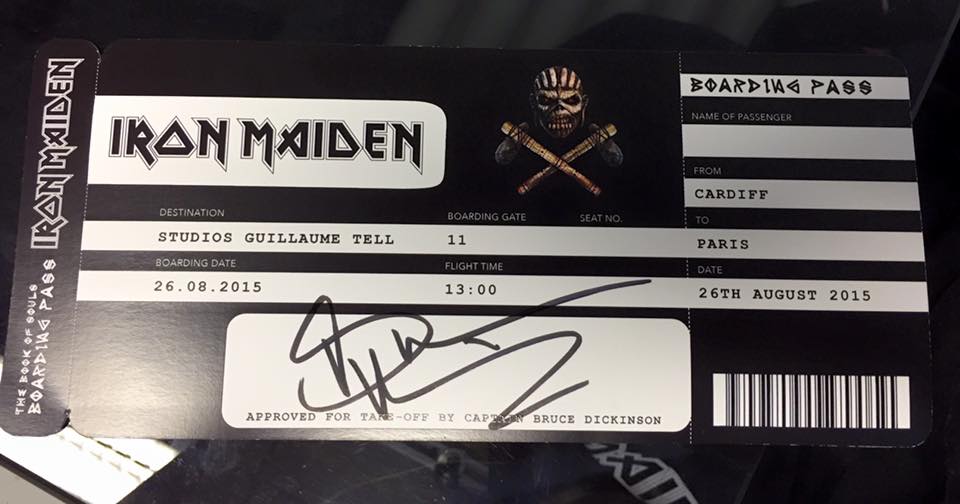 THE BOOK OF SOULS
BOARDING PASS
IRON MAIDEN
IRON MAIDEN
DESTINATION
BOARDING GATE
SEAT NO.
STUDIOS GUILLAUME TELL
11
BOARDING DATE
FLIGHT TIME
26.08.2015
13:00
APPROVED FOR TAKE-OFF BY CAPTAIN BRUCE DICKINSON
BOARDING PASS
NAME OF PASSENGER
FROM
CARDIFF
TO
PARIS
DATE
26TH AUGUST 2015